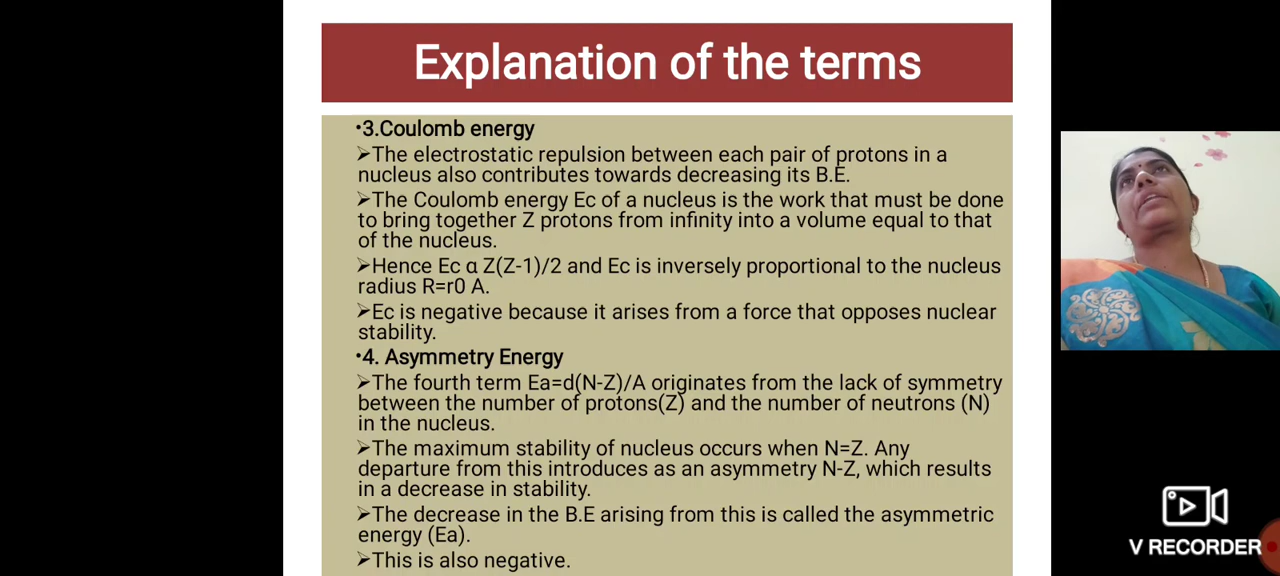 Explanation of the terms
•3.Coulomb energy
➢The electrostatic repulsion between each pair of protons in a
nucleus also contributes towards decreasing its B.E.
➢The Coulomb energy Ec of a nucleus is the work that must be done
to bring together Z protons from infinity into a volume equal to that
of the nucleus.
➢Hence Ec α Z(Z-1)/2 and Ec is inversely proportional to the nucleus
radius R=r0 A.
➢Ec is negative because it arises from a force that opposes nuclear
stability.
•4. Asymmetry Energy
➢The fourth term Ea=d(N-Z)/A originates from the lack of symmetry
between the number of protons(Z) and the number of neutrons (N)
in the nucleus.
➢The maximum stability of nucleus occurs when N=Z. Any
departure from this introduces as an asymmetry N-Z, which results
in a decrease in stability.
➢The decrease in the B.E arising from this is called the asymmetric
energy (Ea).
➢This is also negative.
V RECORDER